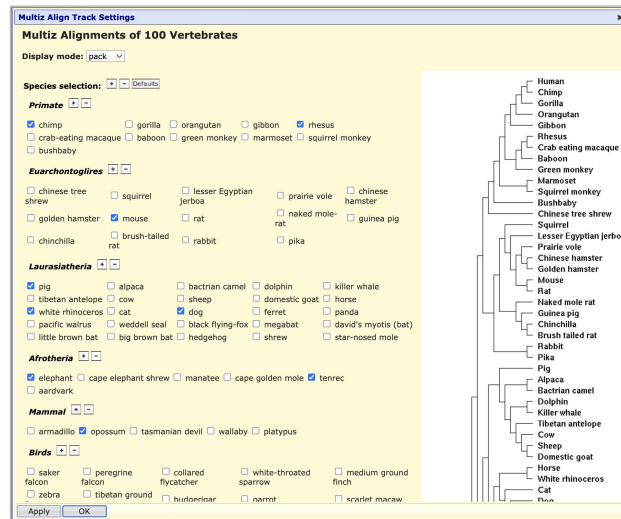 Multiz Align Track Settings
Multiz Alignments of 100 Vertebrates
Display mode: pack
Species selection: + - Defaults
Primate + -
chimp gorilla orangutan gibbon rhesus
crab-eating macaque baboon green monkey marmoset squirrel monkey
bushbaby
Euarchontoglires + -
chinese tree shrew squirrel lesser Egyptian jerboa prairie vole chinese hamster
golden hamster mouse rat naked mole-rat guinea pig
chinchilla brush-tailed rat rabbit pika
Laurasiatheria + -
pig alpaca bactrian camel dolphin killer whale
tibetan antelope cow sheep domestic goat horse
white rhinoceros cat dog ferret panda
pacific walrus weddell seal black flying-fox megabat david's myotis (bat)
little brown bat big brown bat hedgehog shrew star-nosed mole
Afrotheria + -
elephant cape elephant shrew manatee cape golden mole tenrec
aardvark
Mammal + -
armadillo opossum tasmanian devil wallaby platypus
Birds + -
saker falcon peregrine falcon collared flycatcher white-throated sparrow medium ground finch
zebra tibetan ground budgerigar parrot scarlet macaw
Apply OK
Human
Chimp
Gorilla
Orangutan
Gibbon
Rhesus
Crab eating macaque
Baboon
Green monkey
Marmoset
Squirrel monkey
Bushbaby
Chinese tree shrew
Squirrel
Lesser Egyptian jerbo
Prairie vole
Chinese hamster
Golden hamster
Mouse
Rat
Naked mole rat
Guinea pig
Chinchilla
Brush tailed rat
Rabbit
Pika
Pig
Alpaca
Bactrian camel
Dolphin
Killer whale
Tibetan antelope
Cow
Sheep
Domestic goat
Horse
White rhinoceros
Cat
Dog